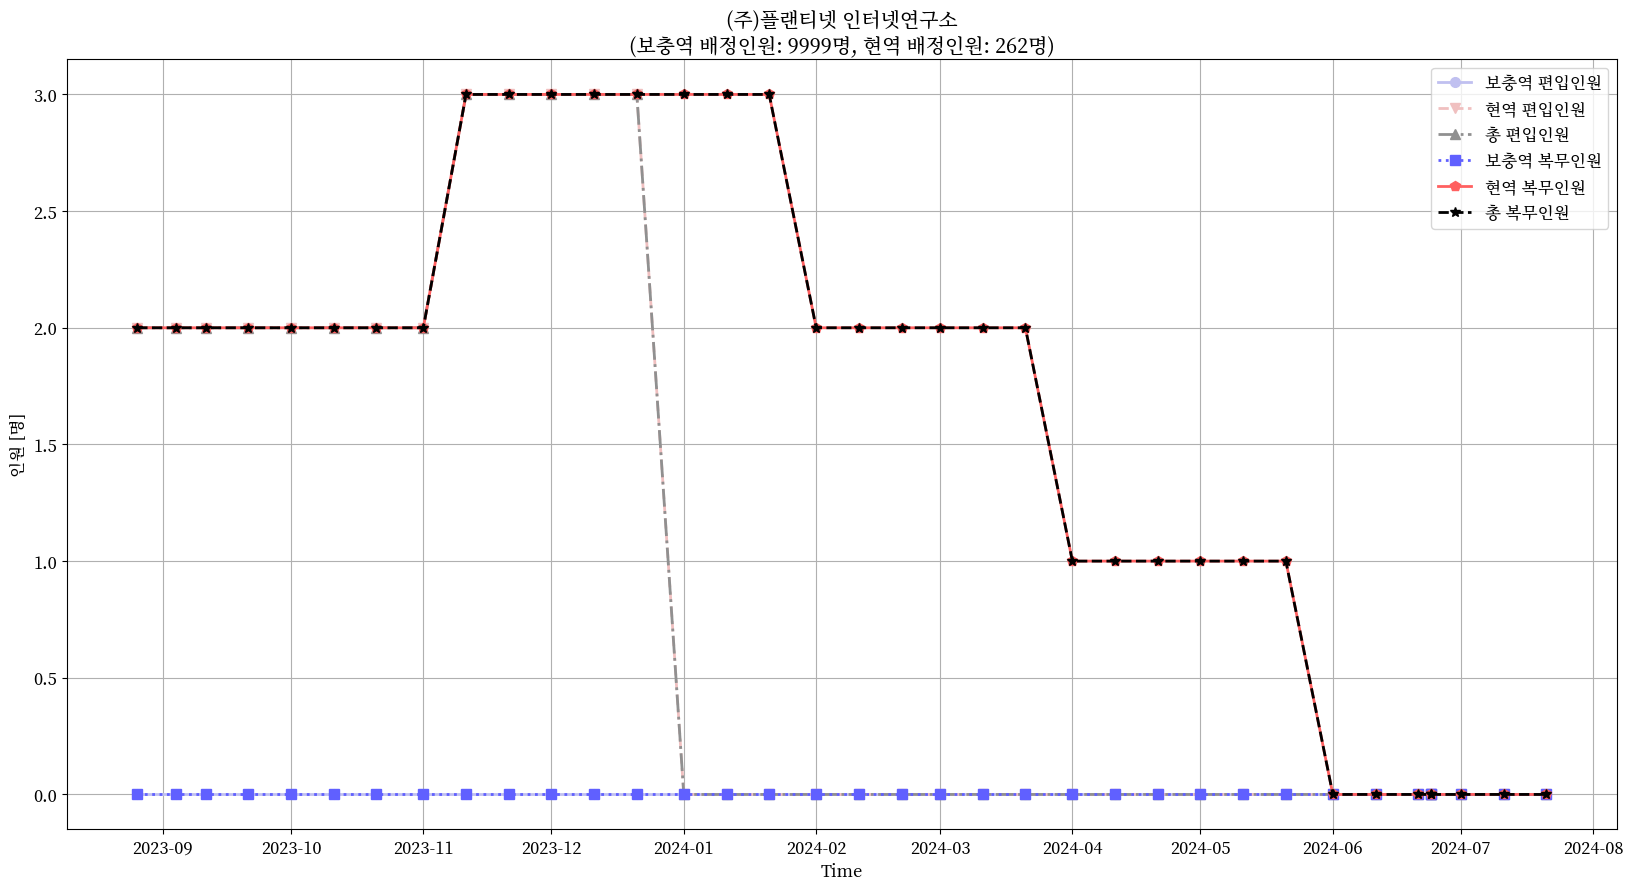 (주)플랜티넷 인터넷연구소
(보충역 배정인원: 9999명, 현역 배정인원: 262명)
보충역 편입인원
현역 편입인원
총 편입인원
보충역 복무인원
현역 복무인원
총 복무인원
인원 [명]
3.0
2.5
2.0
1.5
1.0
0.5
0.0
2023-09 2023-10 2023-11 2023-12 2024-01 2024-02 2024-03 2024-04 2024-05 2024-06 2024-07 2024-08
Time